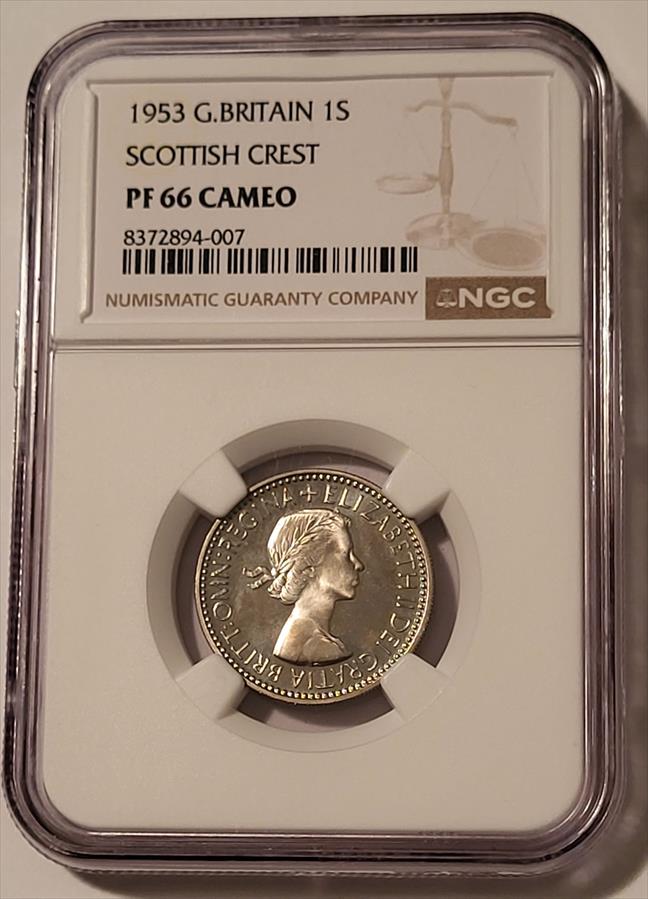 1953 G.BRITAIN 1S
SCOTTISH CREST
PF 66 CAMEO
8372894-007
NUMISMATIC GUARANTY COMPANY NGC
ELIZABETH II DEI GRATIA BRITT:OMN:REGINA+